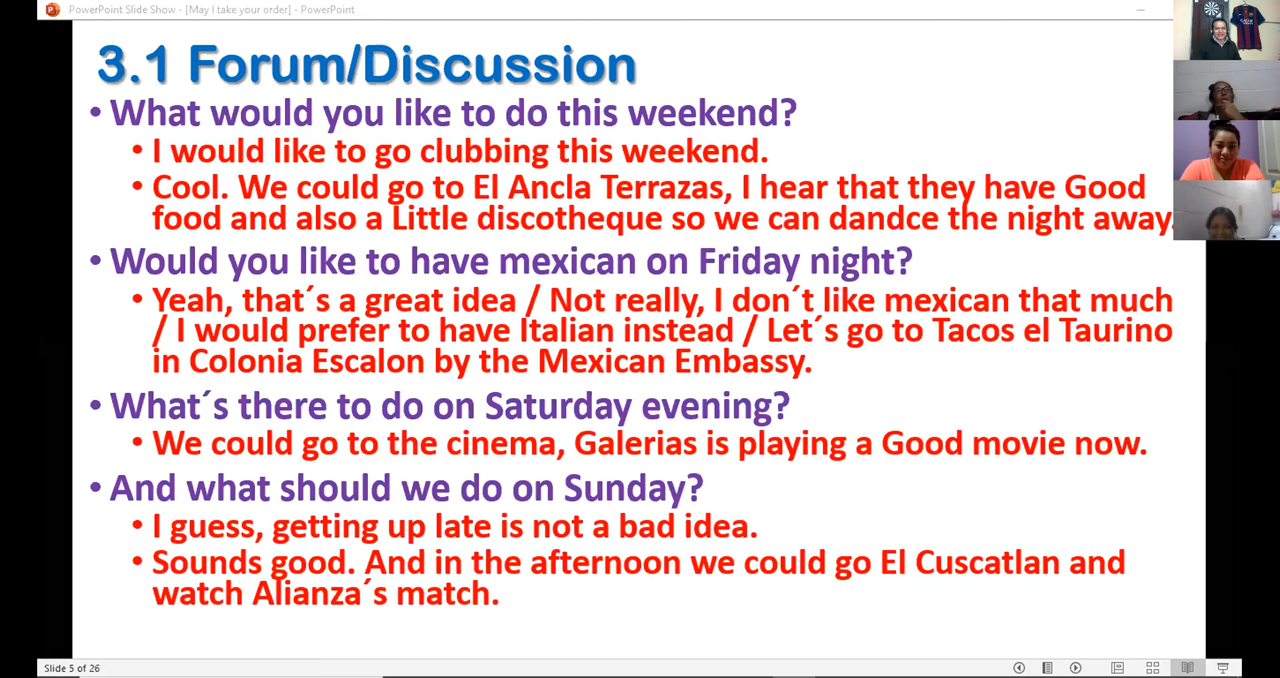 PowerPoint Slide Show - [May I take your order] - PowerPoint
3.1 Forum/Discussion
• What would you like to do this weekend?
• I would like to go clubbing this weekend.
• Cool. We could go to El Ancla Terrazas, I hear that they have Good
food and also a Little discotheque so we can dandce the night away.
• Would you like to have mexican on Friday night?
• Yeah, that´s a great idea / Not really, I don´t like mexican that much
/ I would prefer to have Italian instead / Let´s go to Tacos el Taurino
in Colonia Escalon by the Mexican Embassy.
• What´s there to do on Saturday evening?
• We could go to the cinema, Galerias is playing a Good movie now.
• And what should we do on Sunday?
• I guess, getting up late is not a bad idea.
• Sounds good. And in the afternoon we could go El Cuscatlan and
watch Alianza´s match.
Slide 5 of 26